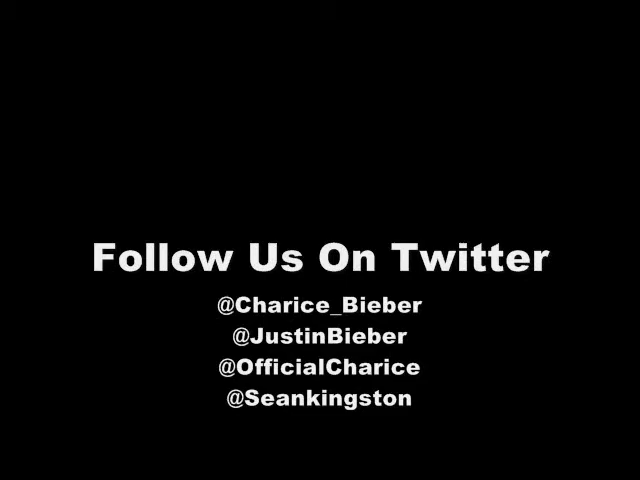 Follow Us On Twitter
@Charice_Bieber
@JustinBieber
@OfficialCharice
@Seankingston